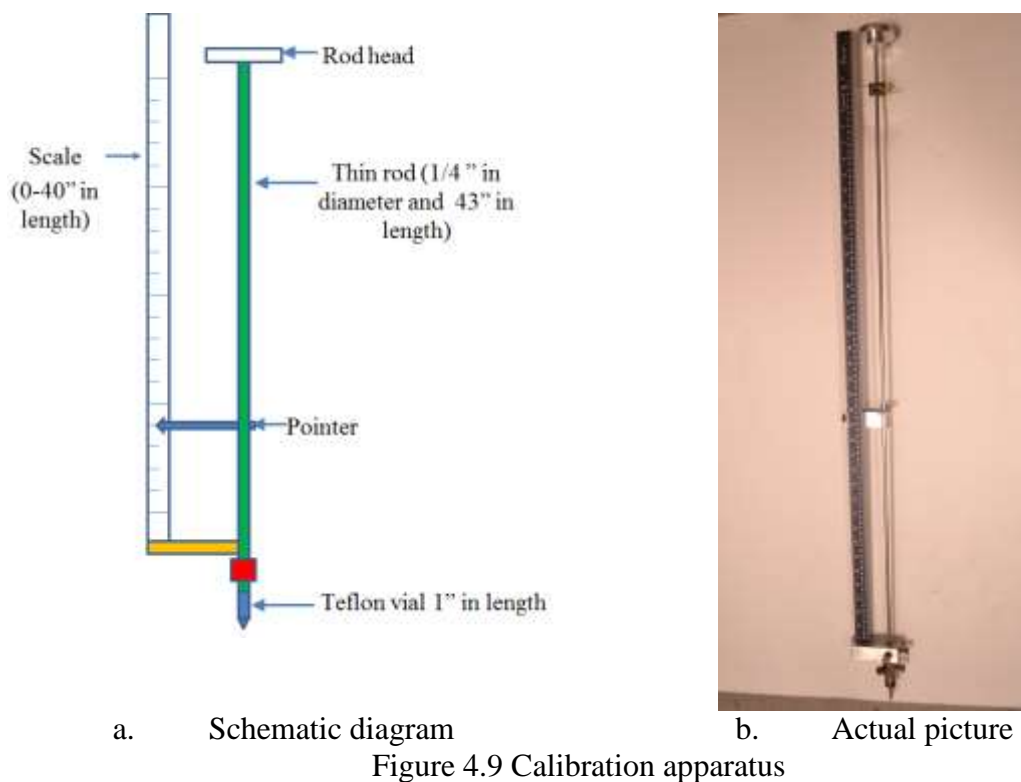 Rod head
Scale
(0-40” in
length)
Thin rod (1/4 ” in
diameter and  43” in
length)
Pointer
Teflon vial 1” in length
a. Schematic diagram
b. Actual picture
Figure 4.9 Calibration apparatus